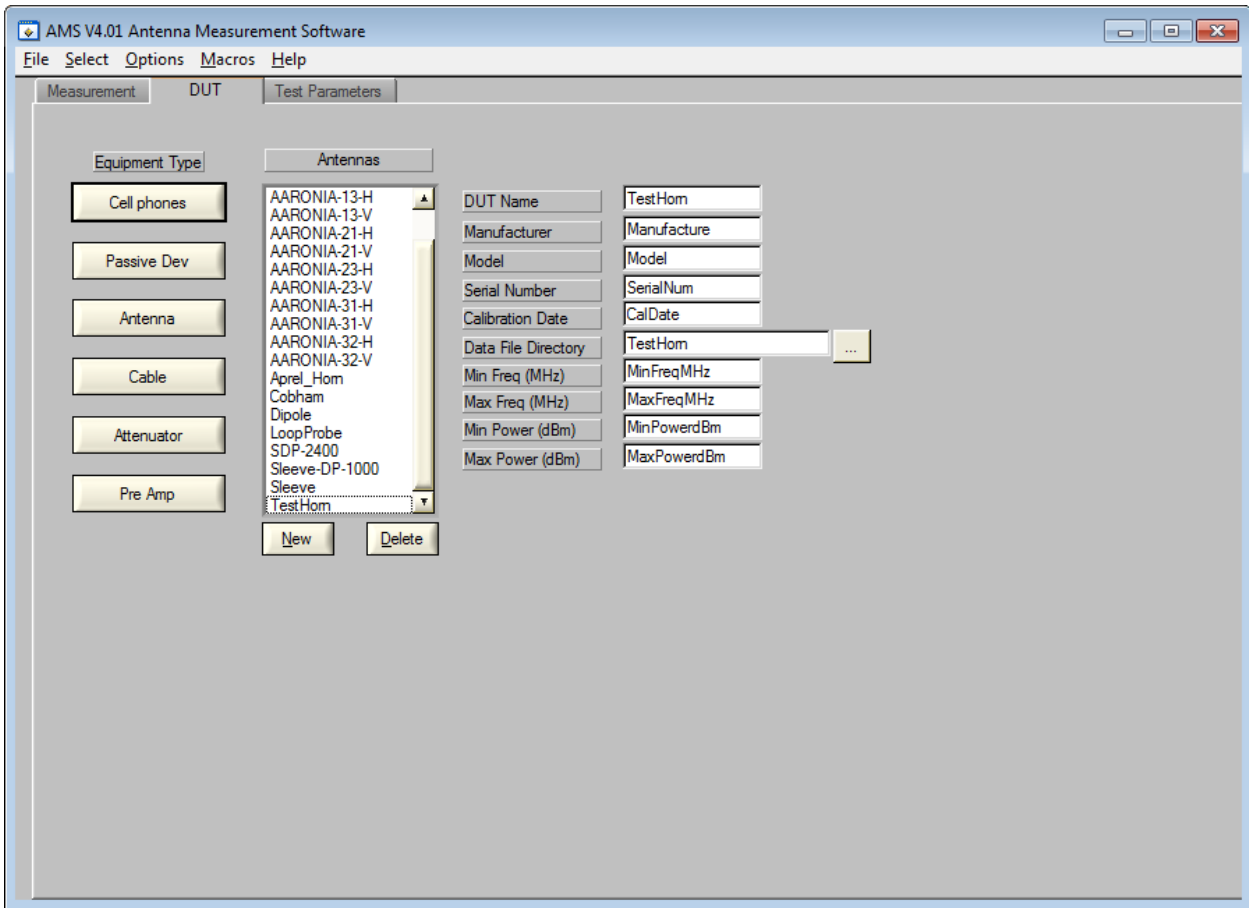 AMS V4.01 Antenna Measurement Software
File Select Options Macros Help
Measurement DUT Test Parameters
Equipment Type
Cell phones
Passive Dev
Antenna
Cable
Attenuator
Pre Amp
Antennas
AARONIA-13-H
AARONIA-13-V
AARONIA-21-H
AARONIA-21-V
AARONIA-23-H
AARONIA-23-V
AARONIA-31-H
AARONIA-31-V
AARONIA-32-H
AARONIA-32-V
Aprel_Horn
Cobham
Dipole
LoopProbe
SDP-2400
Sleeve-DP-1000
Sleeve
TestHorn
New Delete
DUT Name TestHorn
Manufacturer Manufacture
Model Model
Serial Number SerialNum
Calibration Date CalDate
Data File Directory TestHorn ...
Min Freq (MHz) MinFreqMHz
Max Freq (MHz) MaxFreqMHz
Min Power (dBm) MinPowerdBm
Max Power (dBm) MaxPowerdBm